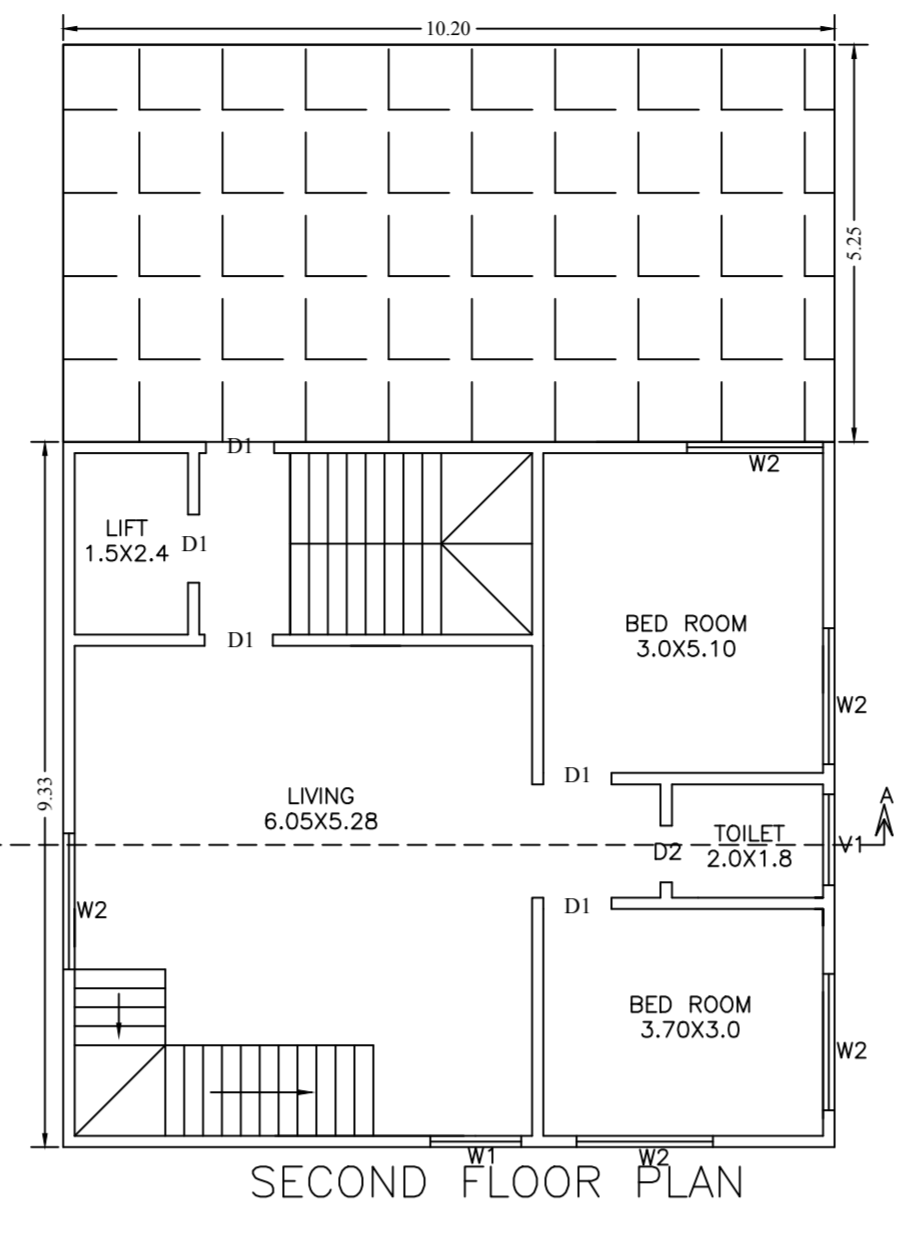 10.20
5.25
D1
W2
LIFT
1.5X2.4
D1
BED ROOM
3.0X5.10
D1
W2
D1
9.33
LIVING
6.05X5.28
A
TOILET
2.0X1.8
D2
V1
W2
D1
BED ROOM
3.70X3.0
W2
W1
W2
SECOND FLOOR PLAN